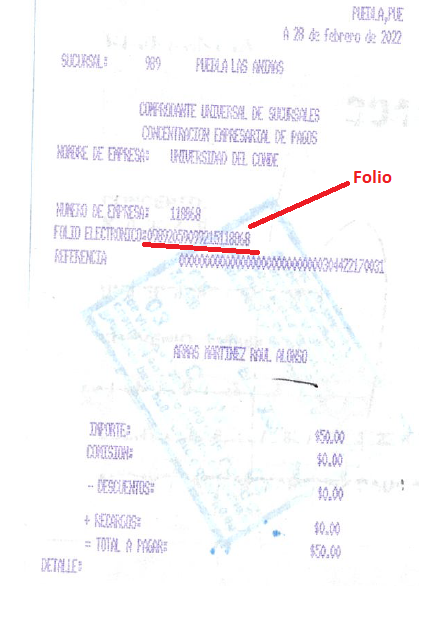 PUEBLA,PUE
A 28 de febrero de 2022
SUCURSAL: 989 PUEBLA LAS ANIMAS
COMPROBANTE UNIVERSAL DE SUCURSALES
CONCENTRACION EMPRESARIAL DE PAGOS
NOMBRE DE EMPRESA: UNIVERSIDAD DEL CONDE
Folio
NUMERO DE EMPRESA: 118868
FOLIO ELECTRONICO:
REFERENCIA
ARMAS MARTINEZ RAUL ALONSO
IMPORTE: $50.00
COMISION: $0.00
- DESCUENTOS: $0.00
+ RECARGOS: $0.00
= TOTAL A PAGAR: $50.00
DETALLE: